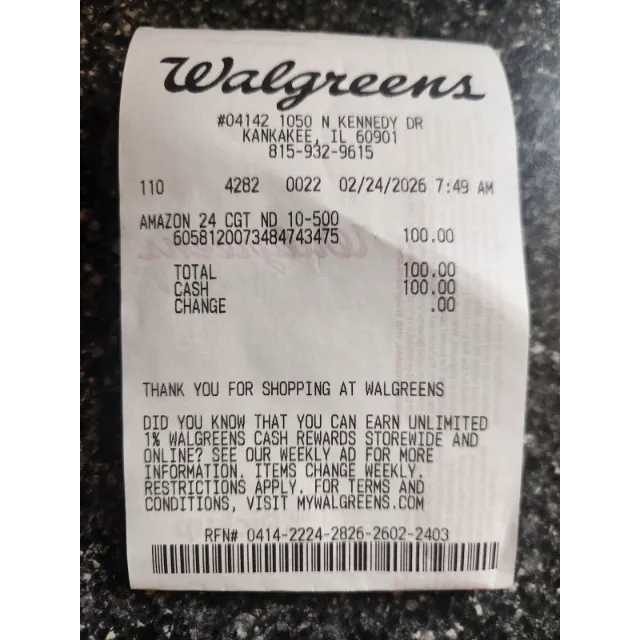 Walgreens
#04142 1050 N KENNEDY DR
KANKAKEE, IL 60901
815-932-9615
110 4282 0022 02/24/2026 7:49 AM
AMAZON 24 CGT ND 10-500
6058120073484743475 100.00
TOTAL 100.00
CASH 100.00
CHANGE .00
THANK YOU FOR SHOPPING AT WALGREENS
DID YOU KNOW THAT YOU CAN EARN UNLIMITED
1% WALGREENS CASH REWARDS STOREWIDE AND
ONLINE? SEE OUR WEEKLY AD FOR MORE
INFORMATION. ITEMS CHANGE WEEKLY.
RESTRICTIONS APPLY. FOR TERMS AND
CONDITIONS, VISIT MYWALGREENS.COM
RFN# 0414-2224-2826-2602-2403